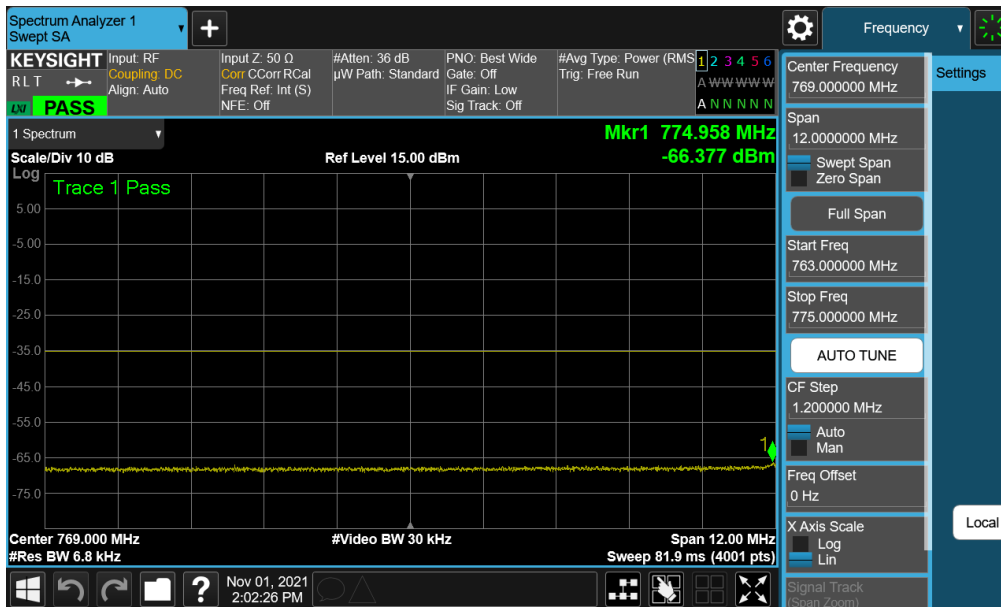 Spectrum Analyzer 1
Swept SA
+
Frequency
KEYSIGHT
R L T
LXI PASS
Input: RF
Coupling: DC
Align: Auto
Input Z: 50 Ω
Corr CCorr RCal
Freq Ref: Int (S)
NFE: Off
#Atten: 36 dB
µW Path: Standard
PNO: Best Wide
Gate: Off
IF Gain: Low
Sig Track: Off
#Avg Type: Power (RMS
Trig: Free Run
1 2 3 4 5 6
A W W W W W
A N N N N N
1 Spectrum
Scale/Div 10 dB
Ref Level 15.00 dBm
Mkr1 774.958 MHz
-66.377 dBm
Log
Trace 1 Pass
5.00
-5.00
-15.0
-25.0
-35.0
-45.0
-55.0
-65.0
-75.0
1
Center 769.000 MHz
#Video BW 30 kHz
Span 12.00 MHz
#Res BW 6.8 kHz
Sweep 81.9 ms (4001 pts)
?
Nov 01, 2021
2:02:26 PM
Center Frequency
769.000000 MHz
Span
12.0000000 MHz
Swept Span
Zero Span
Full Span
Start Freq
763.000000 MHz
Stop Freq
775.000000 MHz
AUTO TUNE
CF Step
1.200000 MHz
Auto
Man
Freq Offset
0 Hz
X Axis Scale
Log
Lin
Signal Track
(Span Zoom)
Settings
Local